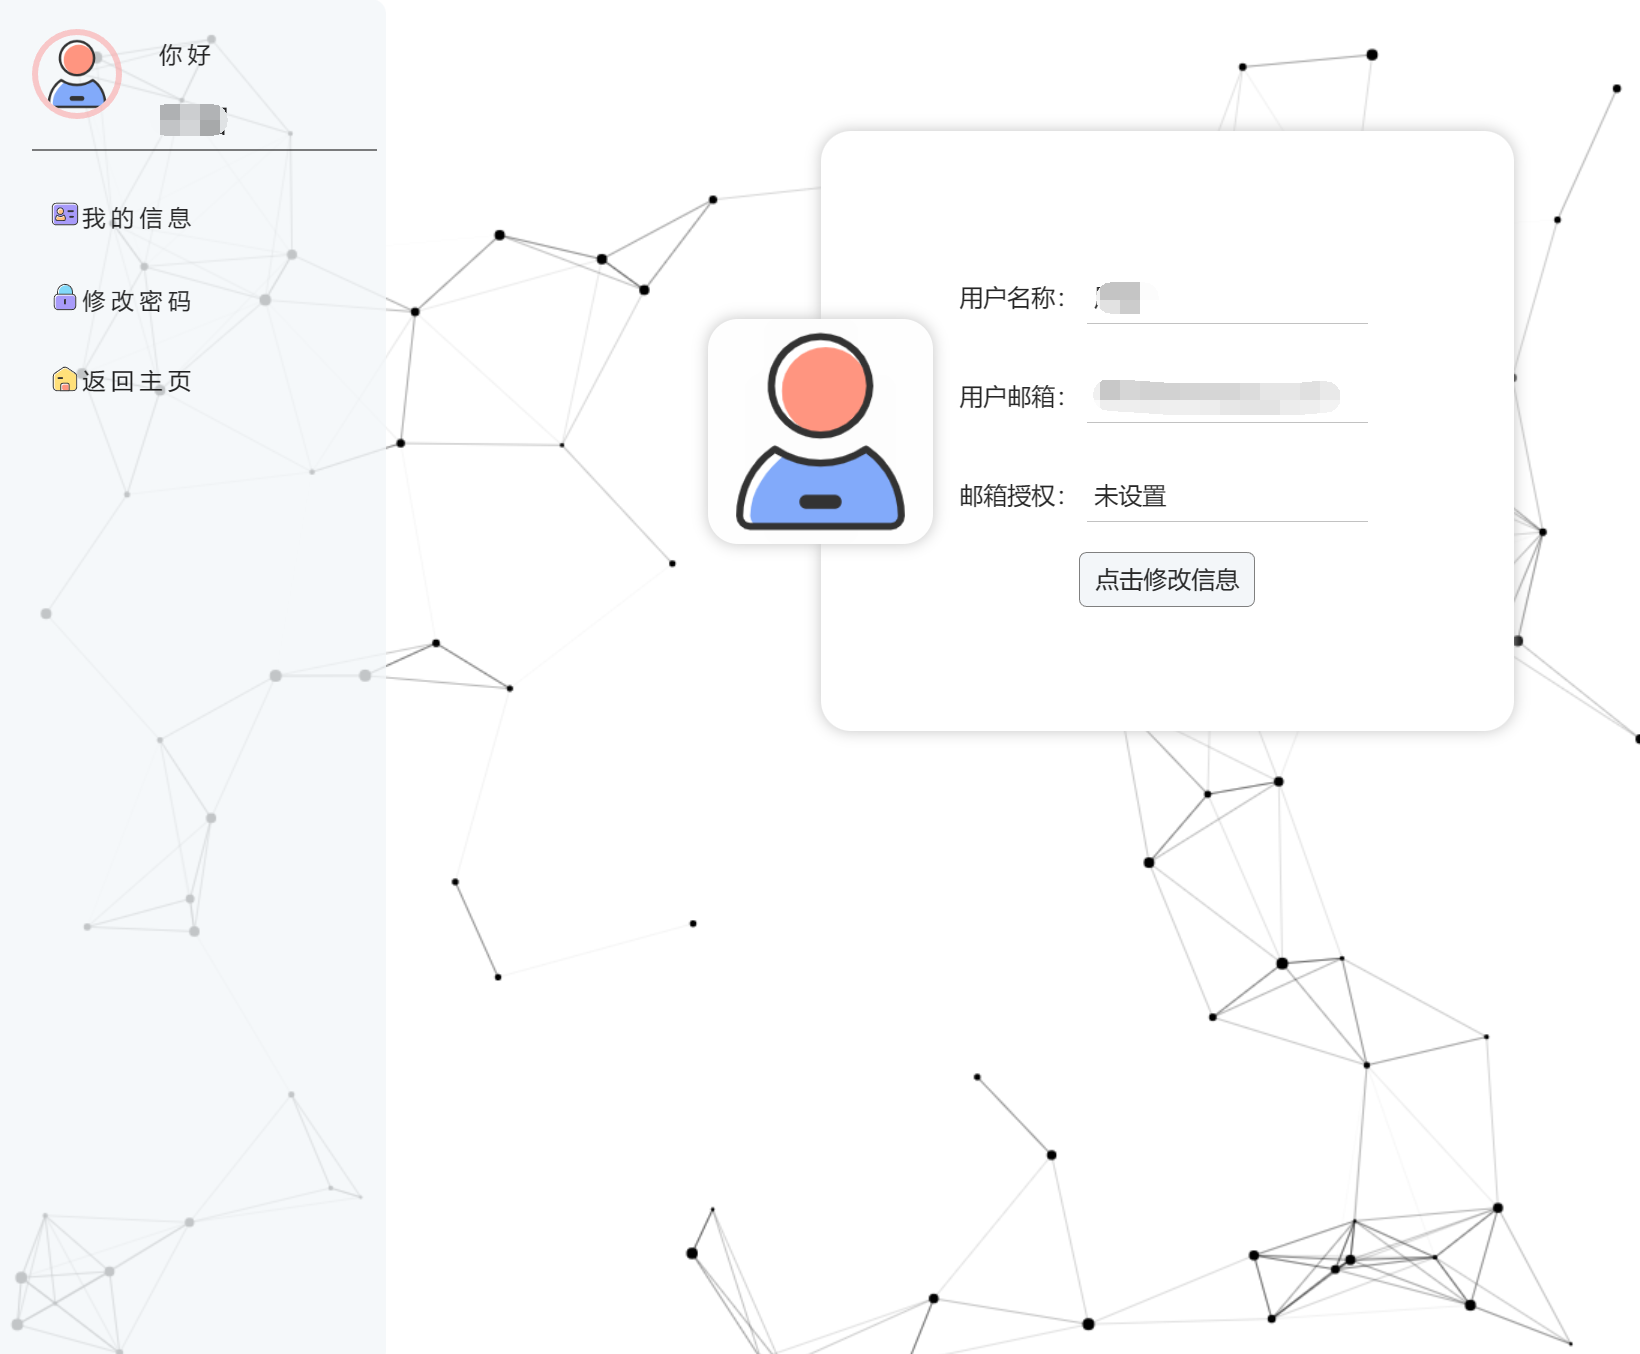 你好
我的信息
修改密码
返回主页
用户名称：
用户邮箱：
邮箱授权： 未设置
点击修改信息